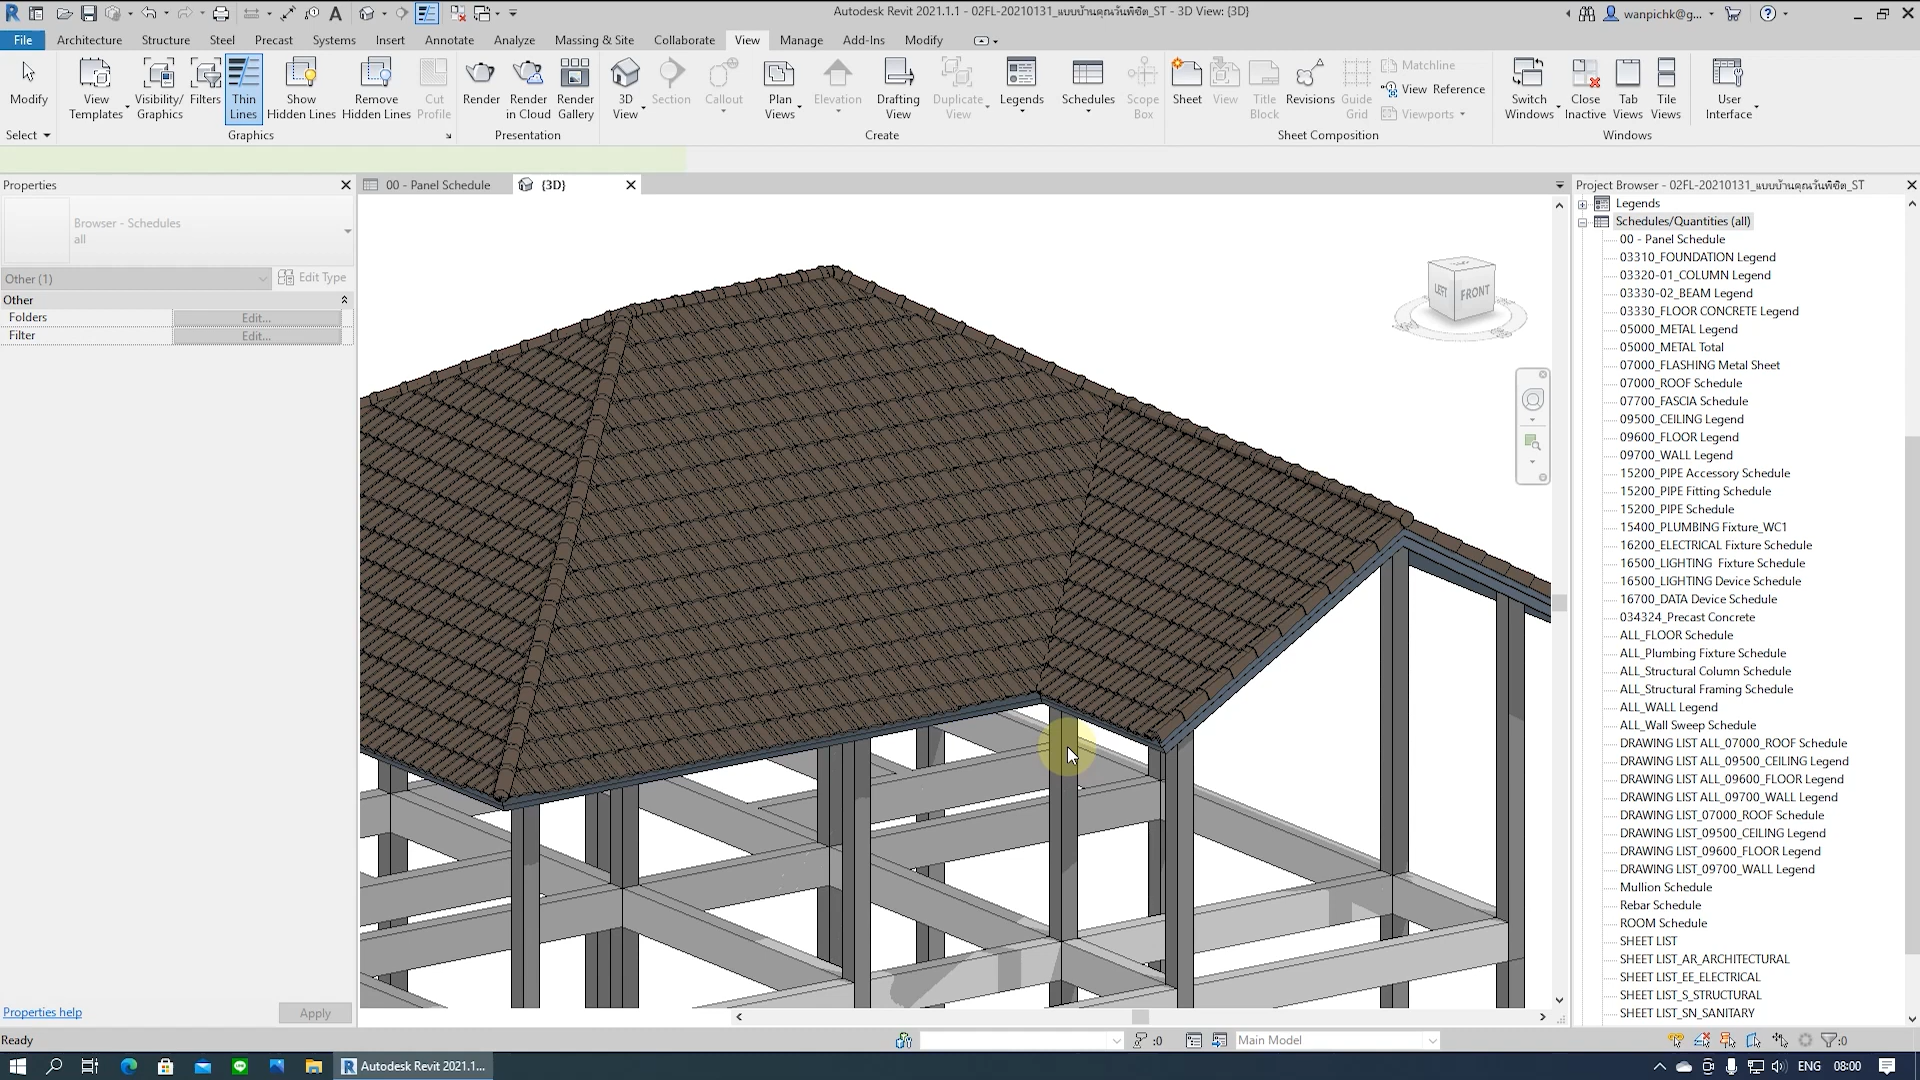 Autodesk Revit 2021.1.1 - 02FL-20210131_แบบบ้านคุณวันพิชิต_ST - 3D View: {3D}
wanpichk@g...
File Architecture Structure Steel Precast Systems Insert Annotate Analyze Massing & Site Collaborate View Manage Add-Ins Modify
Modify
View Templates
Visibility/ Graphics
Filters
Thin Lines
Show Hidden Lines
Remove Hidden Lines
Cut Profile
Render
Render in Cloud
Render Gallery
3D View
Section
Callout
Plan Views
Elevation
Drafting View
Duplicate View
Legends
Schedules
Scope Box
Sheet
View
Title Block
Revisions
Guide Grid
Matchline
View Reference
Viewports
Switch Windows
Close Inactive
Tab Views
Tile Views
User Interface
Select
Graphics
Presentation
Create
Sheet Composition
Windows
Properties
Browser - Schedules
all
Other (1)
Edit Type
Other
Folders Edit...
Filter Edit...
Properties help
Apply
00 - Panel Schedule
{3D}
LEFT
FRONT
Project Browser - 02FL-20210131_แบบบ้านคุณวันพิชิต_ST
Legends
Schedules/Quantities (all)
00 - Panel Schedule
03310_FOUNDATION Legend
03320-01_COLUMN Legend
03330-02_BEAM Legend
03330_FLOOR CONCRETE Legend
05000_METAL Legend
05000_METAL Total
07000_FLASHING Metal Sheet
07000_ROOF Schedule
07700_FASCIA Schedule
09500_CEILING Legend
09600_FLOOR Legend
09700_WALL Legend
15200_PIPE Accessory Schedule
15200_PIPE Fitting Schedule
15200_PIPE Schedule
15400_PLUMBING Fixture_WC1
16200_ELECTRICAL Fixture Schedule
16500_LIGHTING  Fixture Schedule
16500_LIGHTING Device Schedule
16700_DATA Device Schedule
034324_Precast Concrete
ALL_FLOOR Schedule
ALL_Plumbing Fixture Schedule
ALL_Structural Column Schedule
ALL_Structural Framing Schedule
ALL_WALL Legend
ALL_Wall Sweep Schedule
DRAWING LIST ALL_07000_ROOF Schedule
DRAWING LIST ALL_09500_CEILING Legend
DRAWING LIST ALL_09600_FLOOR Legend
DRAWING LIST ALL_09700_WALL Legend
DRAWING LIST_07000_ROOF Schedule
DRAWING LIST_09500_CEILING Legend
DRAWING LIST_09600_FLOOR Legend
DRAWING LIST_09700_WALL Legend
Mullion Schedule
Rebar Schedule
ROOM Schedule
SHEET LIST
SHEET LIST_AR_ARCHITECTURAL
SHEET LIST_EE_ELECTRICAL
SHEET LIST_S_STRUCTURAL
SHEET LIST_SN_SANITARY
Ready
:0
Main Model
:0
Autodesk Revit 2021.1...
ENG
08:00